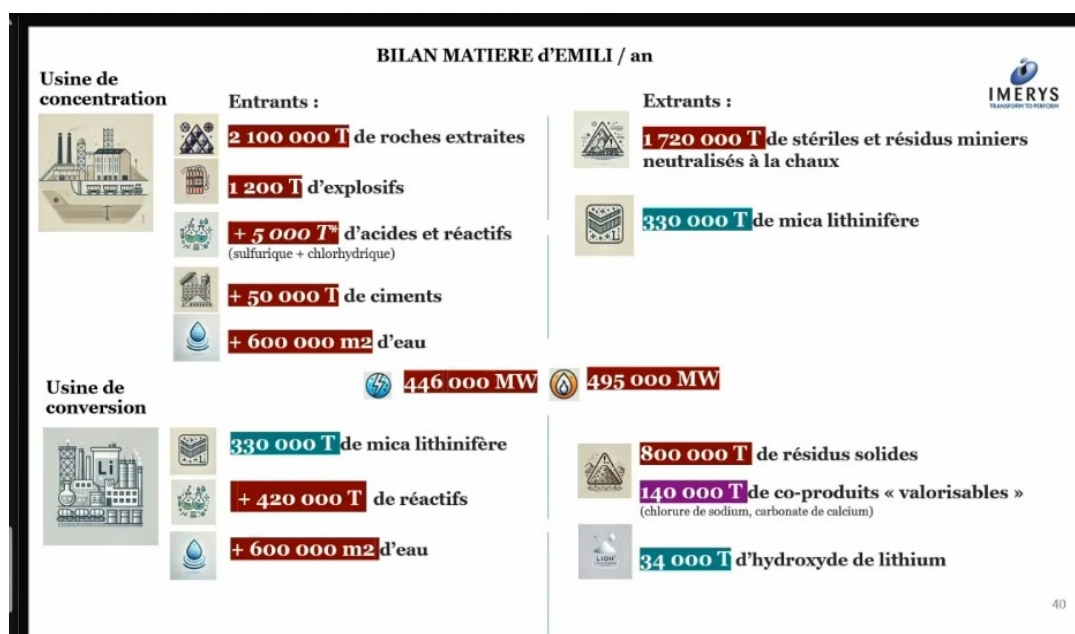 BILAN MATIERE d'EMILI / an
IMERYS
TRANSFORM TO PERFORM
Usine de
concentration
Entrants :
2 100 000 T de roches extraites
1 200 T d'explosifs
+ 5 000 T* d'acides et réactifs
(sulfurique + chlorhydrique)
+ 50 000 T de ciments
+ 600 000 m2 d'eau
Extrants :
1 720 000 T de stériles et résidus miniers
neutralisés à la chaux
330 000 T de mica lithinifère
446 000 MW
495 000 MW
Usine de
conversion
Li
330 000 T de mica lithinifère
+ 420 000 T de réactifs
+ 600 000 m2 d'eau
800 000 T de résidus solides
140 000 T de co-produits « valorisables »
(chlorure de sodium, carbonate de calcium)
LIOH
34 000 T d'hydroxyde de lithium
40